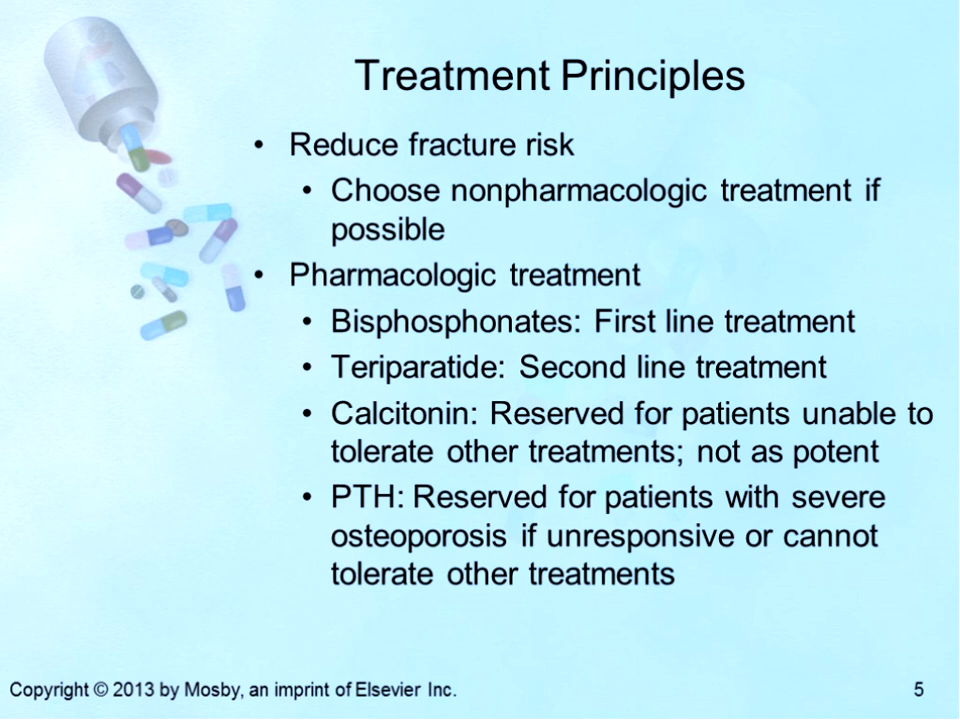 Treatment Principles
• Reduce fracture risk
• Choose nonpharmacologic treatment if
possible
• Pharmacologic treatment
• Bisphosphonates: First line treatment
• Teriparatide: Second line treatment
• Calcitonin: Reserved for patients unable to
tolerate other treatments; not as potent
• PTH: Reserved for patients with severe
osteoporosis if unresponsive or cannot
tolerate other treatments
Copyright © 2013 by Mosby, an imprint of Elsevier Inc.
5